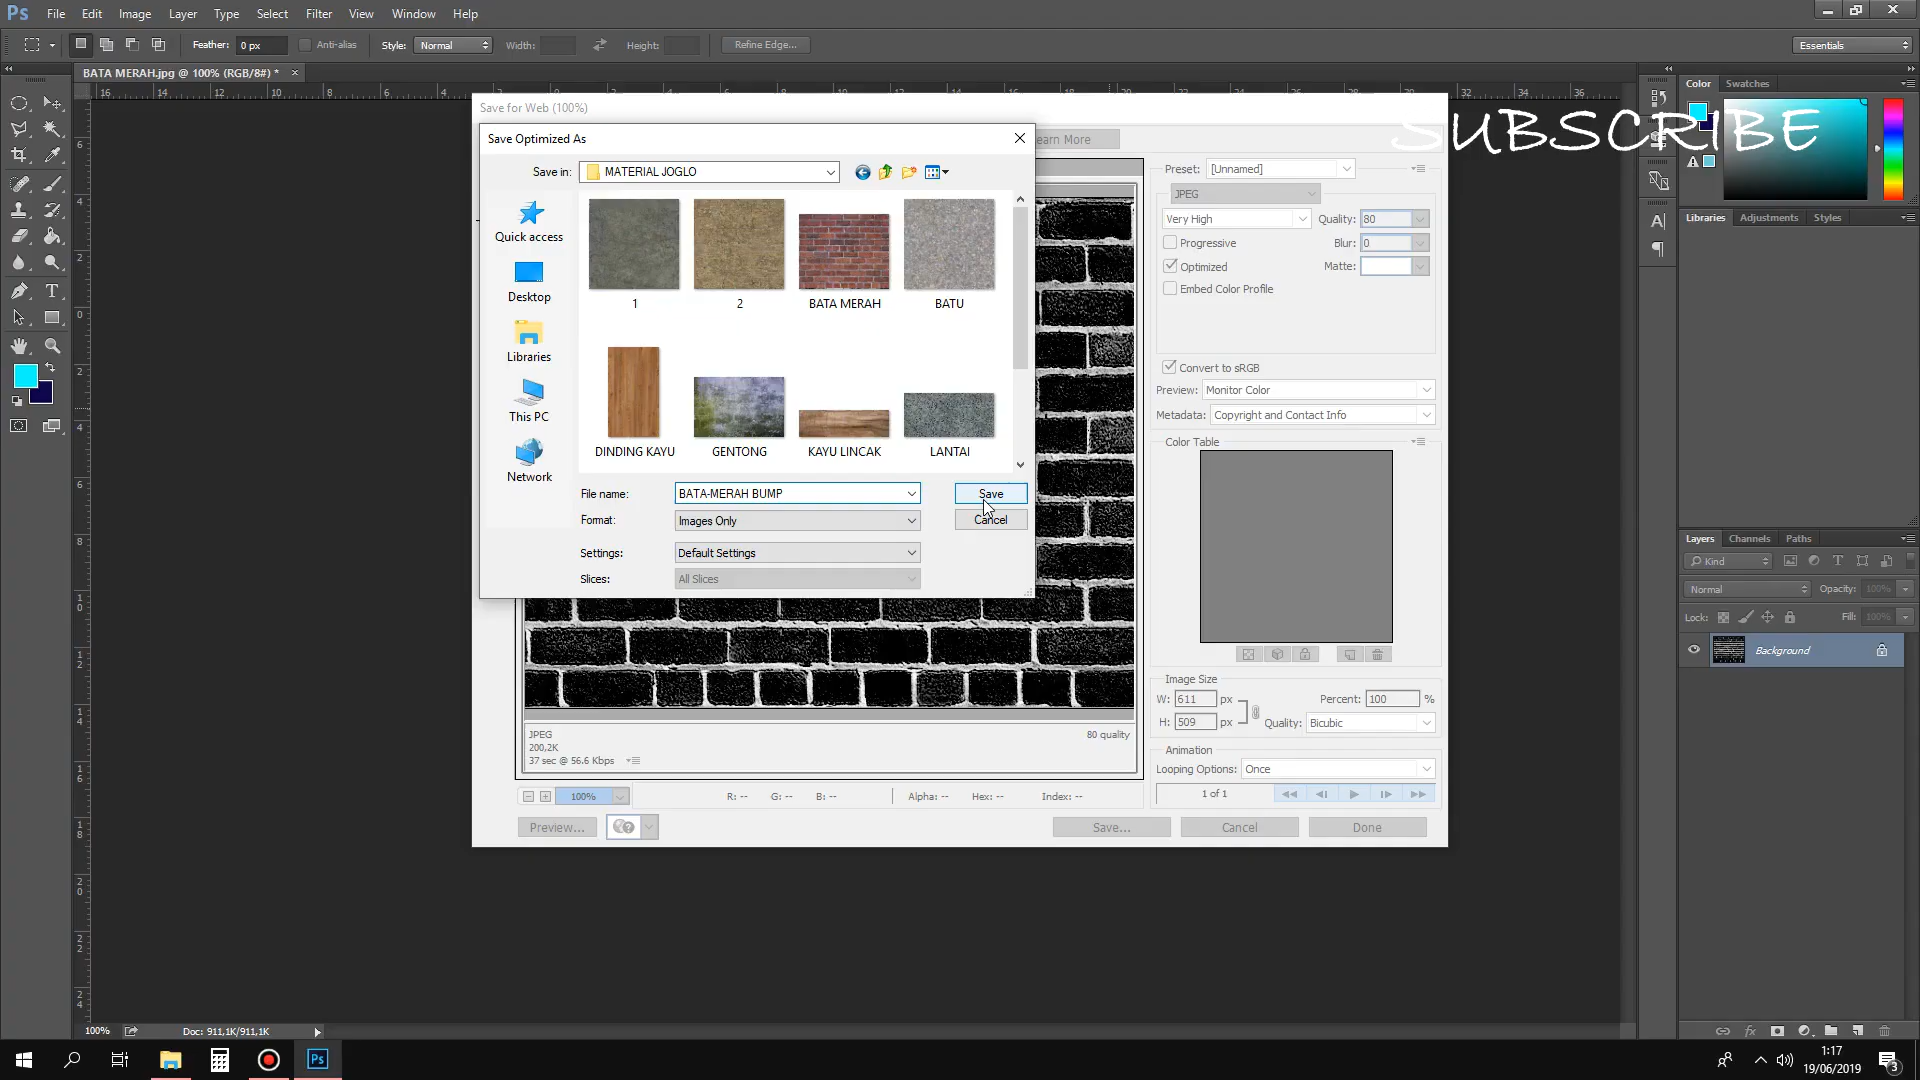 Ps File Edit Image Layer Type Select Filter View Window Help
Feather: 0 px Anti-alias Style: Normal Width: Height: Refine Edge... Essentials
BATA MERAH.jpg @ 100% (RGB/8#) * ×
Save for Web (100%)
Save Optimized As
Learn More
SUBSCRIBE
Save in: MATERIAL JOGLO
Quick access
Desktop
Libraries
This PC
Network
1 2 BATA MERAH BATU
DINDING KAYU GENTONG KAYU LINCAK LANTAI
File name: BATA-MERAH BUMP Save
Format: Images Only Cancel
Settings: Default Settings
Slices: All Slices
Preset: [Unnamed]
JPEG
Very High Quality: 80
Progressive Blur: 0
Optimized Matte:
Embed Color Profile
Convert to sRGB
Preview: Monitor Color
Metadata: Copyright and Contact Info
Color Table
Image Size
W: 611 px Percent: 100 %
H: 509 px Quality: Bicubic
Animation
Looping Options: Once
1 of 1
JPEG 80 quality
200,2K
37 sec @ 56.6 Kbps
100% R: -- G: -- B: -- Alpha: -- Hex: -- Index: --
Preview... Save... Cancel Done
Color Swatches
Libraries Adjustments Styles
Layers Channels Paths
Kind
Normal Opacity: 100%
Lock: Fill: 100%
Background
100% Doc: 911,1K/911,1K
1:17
19/06/2019
3